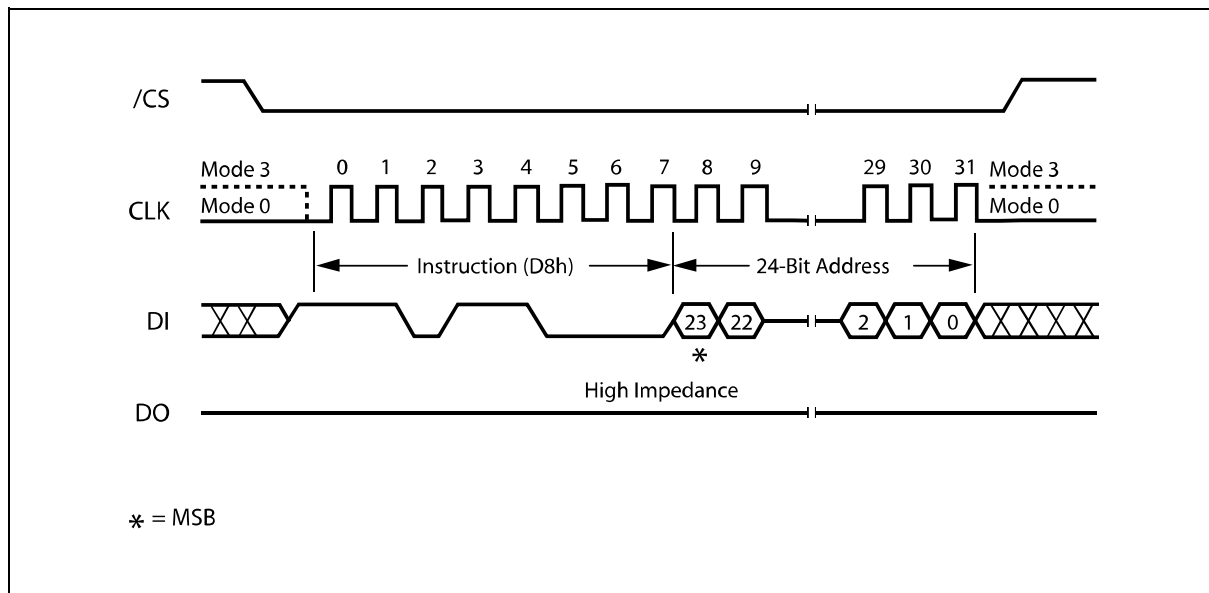 /CS
Mode 3 0 1 2 3 4 5 6 7 8 9 29 30 31 Mode 3
CLK Mode 0 Mode 0
Instruction (D8h) 24-Bit Address
DI 23 22 2 1 0
*
High Impedance
DO
* = MSB